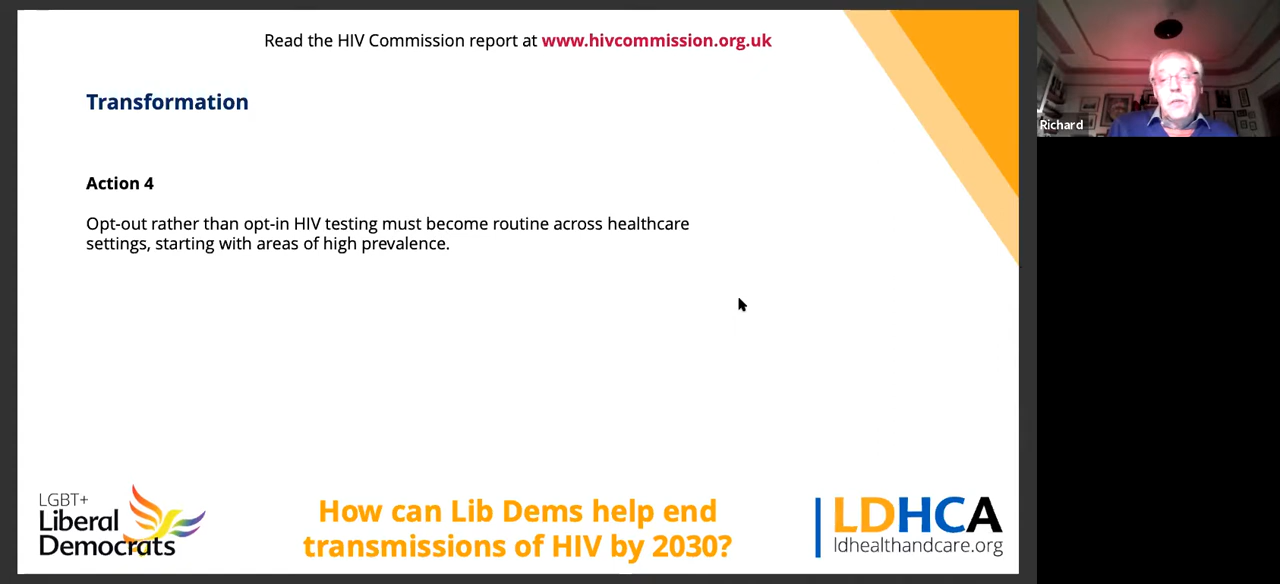 Read the HIV Commission report at www.hivcommission.org.uk
Transformation
Action 4
Opt-out rather than opt-in HIV testing must become routine across healthcare
settings, starting with areas of high prevalence.
LGBT+
Liberal
Democrats
How can Lib Dems help end
transmissions of HIV by 2030?
LDHCA
ldhealthandcare.org
Richard